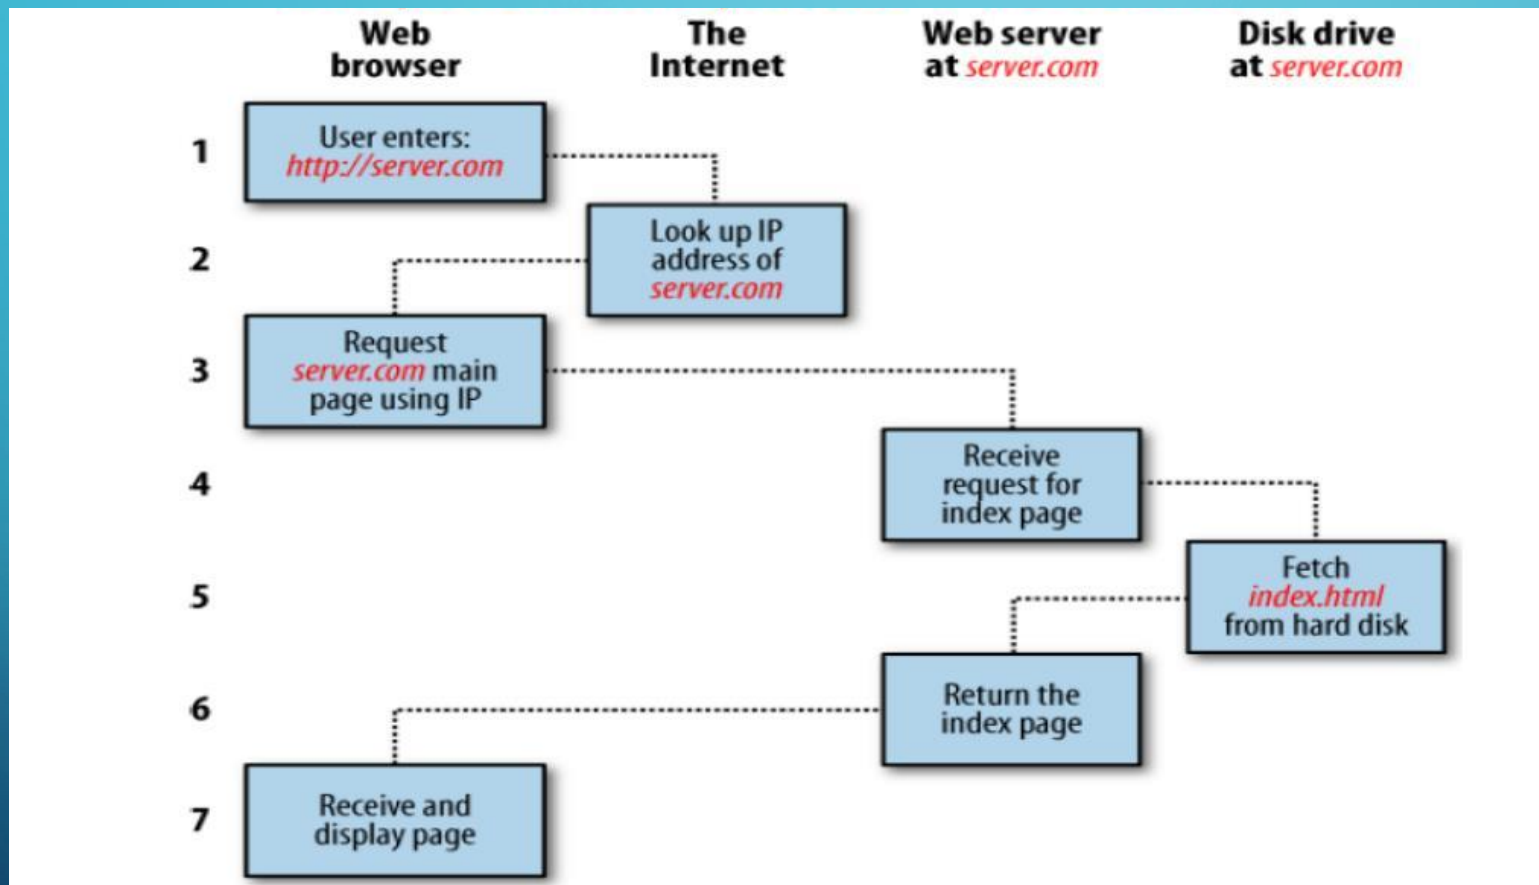 Web browser
The Internet
Web server at server.com
Disk drive at server.com
1
User enters:
http://server.com
2
Look up IP
address of
server.com
3
Request
server.com main
page using IP
4
Receive
request for
index page
5
Fetch
index.html
from hard disk
6
Return the
index page
7
Receive and
display page